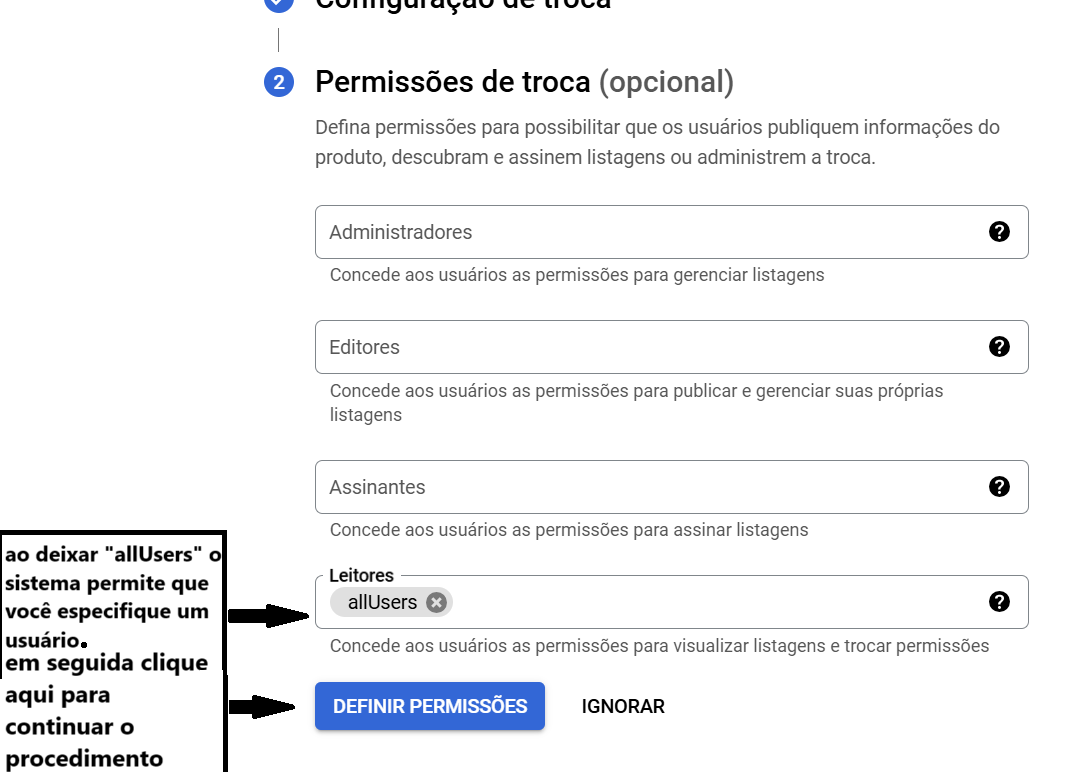 Configuração de troca
2 Permissões de troca (opcional)
Defina permissões para possibilitar que os usuários publiquem informações do
produto, descubram e assinem listagens ou administrem a troca.
Administradores ?
Concede aos usuários as permissões para gerenciar listagens
Editores ?
Concede aos usuários as permissões para publicar e gerenciar suas próprias
listagens
Assinantes ?
Concede aos usuários as permissões para assinar listagens
ao deixar "allUsers" o
sistema permite que
você especifique um
usuário.
Leitores
allUsers ?
Concede aos usuários as permissões para visualizar listagens e trocar permissões
em seguida clique
aqui para
continuar o
procedimento
DEFINIR PERMISSÕES IGNORAR